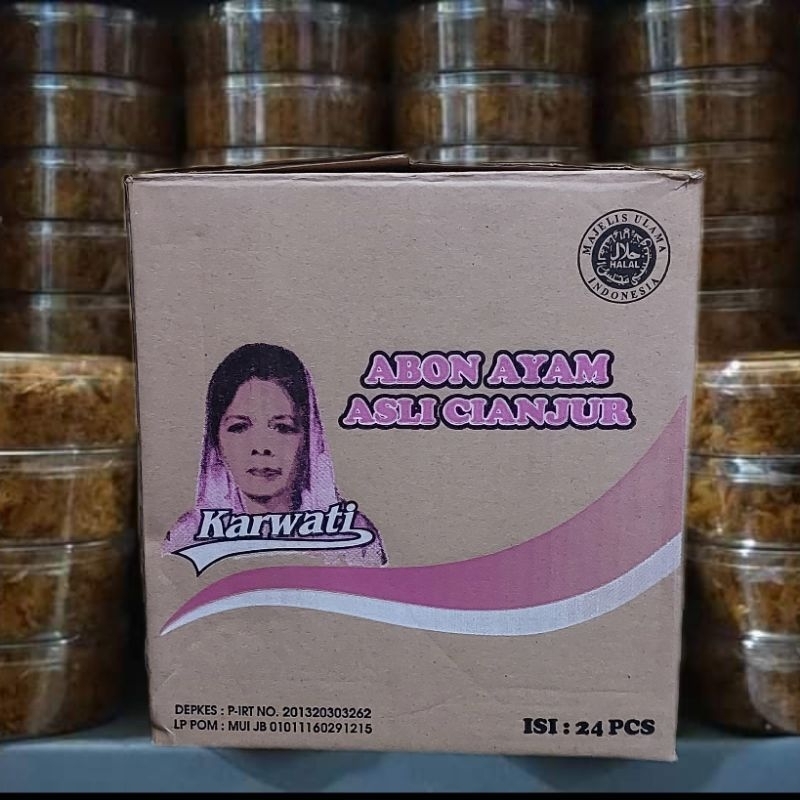 MAJELIS ULAMA
حلال
HALAL
INDONESIA
ABON AYAM
ASLI CIANJUR
Karwati
DEPKES : P-IRT NO. 201320303262
LP POM : MUI JB 01011160291215
ISI : 24 PCS